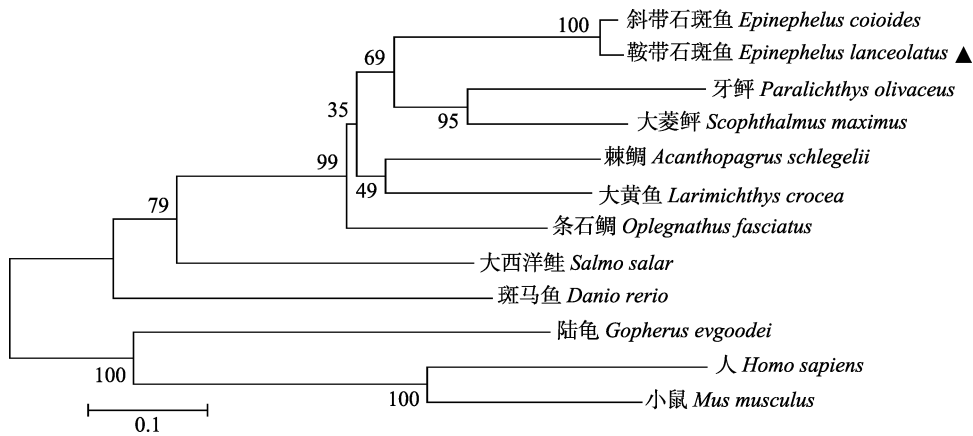 斜带石斑鱼 Epinephelus coioides
100
鞍带石斑鱼 Epinephelus lanceolatus ▲
69
牙鲆 Paralichthys olivaceus
35
95
大菱鲆 Scophthalmus maximus
棘鲷 Acanthopagrus schlegelii
99
49
大黄鱼 Larimichthys crocea
79
条石鲷 Oplegnathus fasciatus
大西洋鲑 Salmo salar
斑马鱼 Danio rerio
陆龟 Gopherus evgoodei
人 Homo sapiens
100
100
小鼠 Mus musculus
0.1